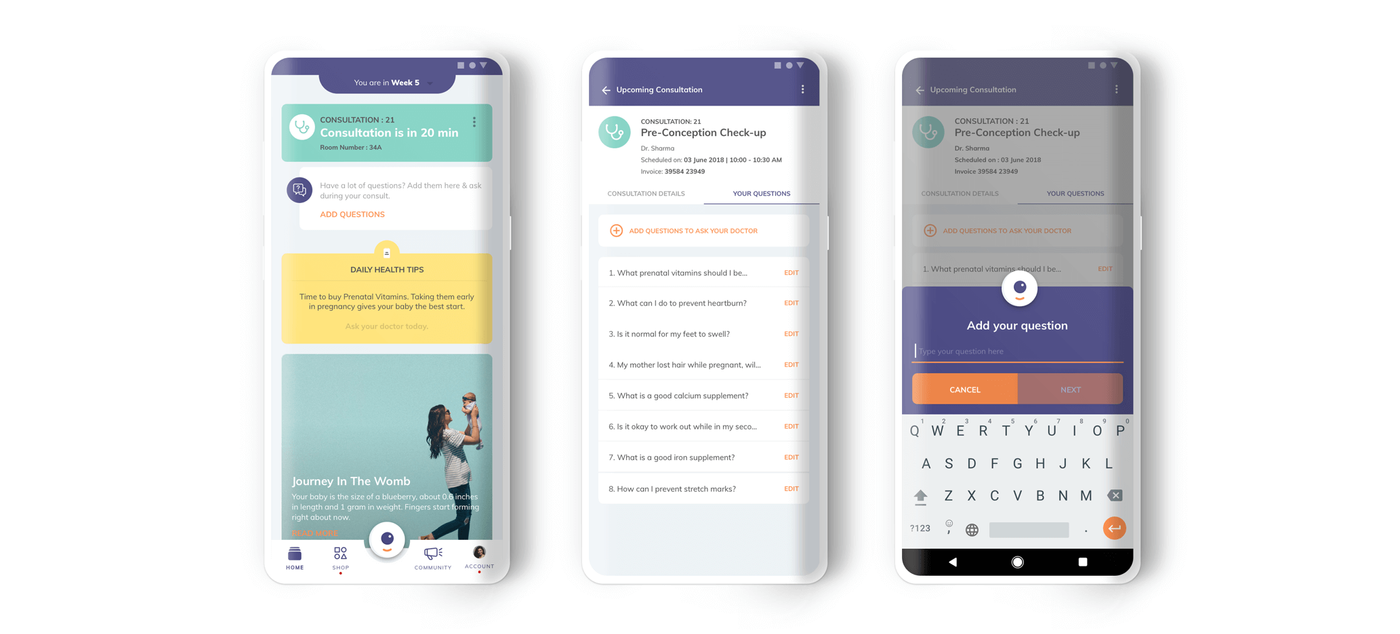 You are in Week 5
CONSULTATION : 21
Consultation is in 20 min
Room Number : 34A
Have a lot of questions? Add them here & ask
during your consult.
ADD QUESTIONS
DAILY HEALTH TIPS
Time to buy Prenatal Vitamins. Taking them early
in pregnancy gives your baby the best start.
Ask your doctor today.
Journey In The Womb
Your baby is the size of a blueberry, about 0.6 inches
in length and 1 gram in weight. Fingers start forming
right about now.
READ MORE
HOME
SHOP
COMMUNITY
ACCOUNT
Upcoming Consultation
CONSULTATION: 21
Pre-Conception Check-up
Dr. Sharma
Scheduled on: 03 June 2018 | 10:00 - 10:30 AM
Invoice: 39584 23949
CONSULTATION DETAILS
YOUR QUESTIONS
ADD QUESTIONS TO ASK YOUR DOCTOR
1. What prenatal vitamins should I be... EDIT
2. What can I do to prevent heartburn? EDIT
3. Is it normal for my feet to swell? EDIT
4. My mother lost hair while pregnant, wil... EDIT
5. What is a good calcium supplement? EDIT
6. Is it okay to work out while in my seco... EDIT
7. What is a good iron supplement? EDIT
8. How can I prevent stretch marks? EDIT
Upcoming Consultation
CONSULTATION : 21
Pre-Conception Check-up
Dr. Sharma
Scheduled on : 03 June 2018
Invoice 39584 23949
CONSULTATION DETAILS
YOUR QUESTIONS
ADD QUESTIONS TO ASK YOUR DOCTOR
1. What prenatal vitamins should I be... EDIT
Add your question
Type your question here
CANCEL
NEXT
1 2 3 4 5 6 7 8 9 0
Q W E R T Y U I O P
A S D F G H J K L
Z X C V B N M
?123 , .